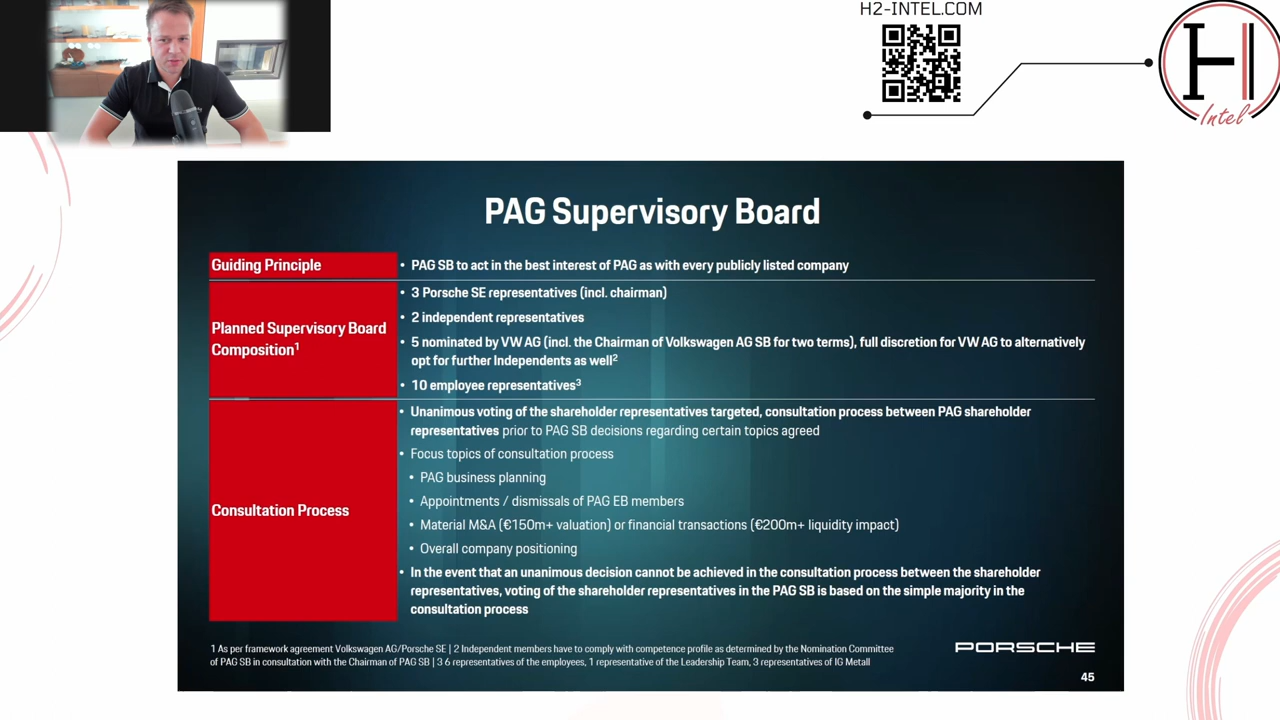 H2-INTEL.COM
H
Intel
PAG Supervisory Board
Guiding Principle
• PAG SB to act in the best interest of PAG as with every publicly listed company
Planned Supervisory Board
Composition¹
• 3 Porsche SE representatives (incl. chairman)
• 2 independent representatives
• 5 nominated by VW AG (incl. the Chairman of Volkswagen AG SB for two terms), full discretion for VW AG to alternatively
opt for further Independents as well²
• 10 employee representatives³
Consultation Process
• Unanimous voting of the shareholder representatives targeted, consultation process between PAG shareholder
representatives prior to PAG SB decisions regarding certain topics agreed
• Focus topics of consultation process
• PAG business planning
• Appointments / dismissals of PAG EB members
• Material M&A (€150m+ valuation) or financial transactions (€200m+ liquidity impact)
• Overall company positioning
• In the event that an unanimous decision cannot be achieved in the consultation process between the shareholder
representatives, voting of the shareholder representatives in the PAG SB is based on the simple majority in the
consultation process
1 As per framework agreement Volkswagen AG/Porsche SE | 2 Independent members have to comply with competence profile as determined by the Nomination Committee
of PAG SB in consultation with the Chairman of PAG SB | 3 6 representatives of the employees, 1 representative of the Leadership Team, 3 representatives of IG Metall
PORSCHE
45